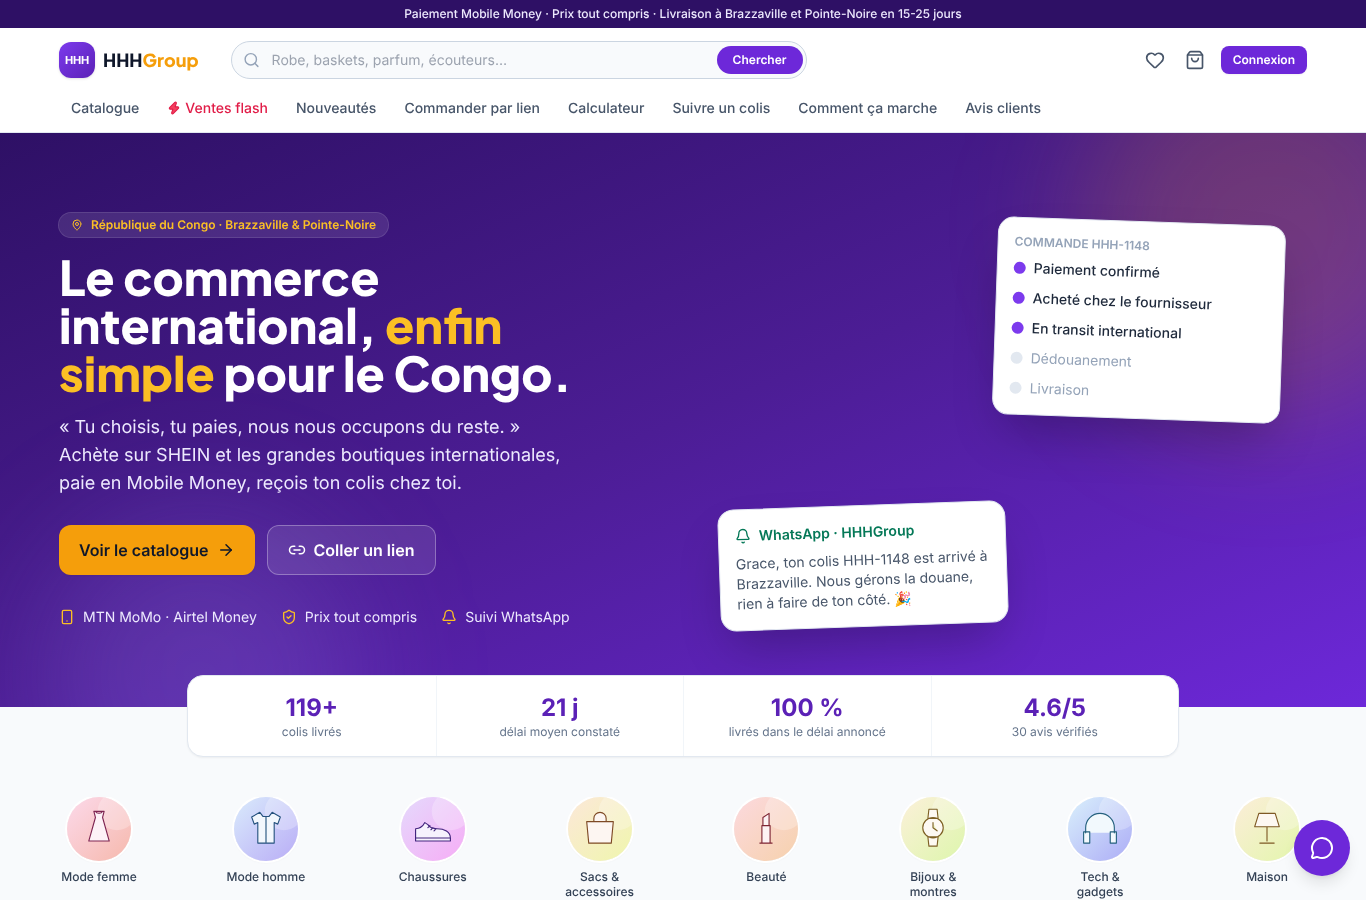 Paiement Mobile Money · Prix tout compris · Livraison à Brazzaville et Pointe-Noire en 15-25 jours
HHH
HHHGroup
Robe, baskets, parfum, écouteurs...
Chercher
Connexion
Catalogue
Ventes flash
Nouveautés
Commander par lien
Calculateur
Suivre un colis
Comment ça marche
Avis clients
République du Congo · Brazzaville & Pointe-Noire
Le commerce
international, enfin
simple pour le Congo.
« Tu choisis, tu paies, nous nous occupons du reste. »
Achète sur SHEIN et les grandes boutiques internationales,
paie en Mobile Money, reçois ton colis chez toi.
Voir le catalogue
Coller un lien
MTN MoMo · Airtel Money
Prix tout compris
Suivi WhatsApp
COMMANDE HHH-1148
Paiement confirmé
Acheté chez le fournisseur
En transit international
Dédouanement
Livraison
WhatsApp · HHHGroup
Grace, ton colis HHH-1148 est arrivé à
Brazzaville. Nous gérons la douane,
rien à faire de ton côté. 🎉
119+
colis livrés
21 j
délai moyen constaté
100 %
livrés dans le délai annoncé
4.6/5
30 avis vérifiés
Mode femme
Mode homme
Chaussures
Sacs &
accessoires
Beauté
Bijoux &
montres
Tech &
gadgets
Maison